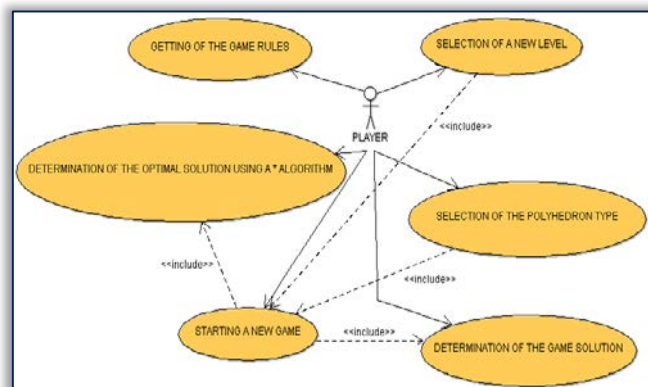 GETTING OF THE GAME RULES
SELECTION OF A NEW LEVEL
<<include>>
PLAYER
DETERMINATION OF THE OPTIMAL SOLUTION USING A * ALGORITHM
SELECTION OF THE POLYHEDRON TYPE
<<include>>
<<include>>
STARTING A NEW GAME
<<include>>
DETERMINATION OF THE GAME SOLUTION